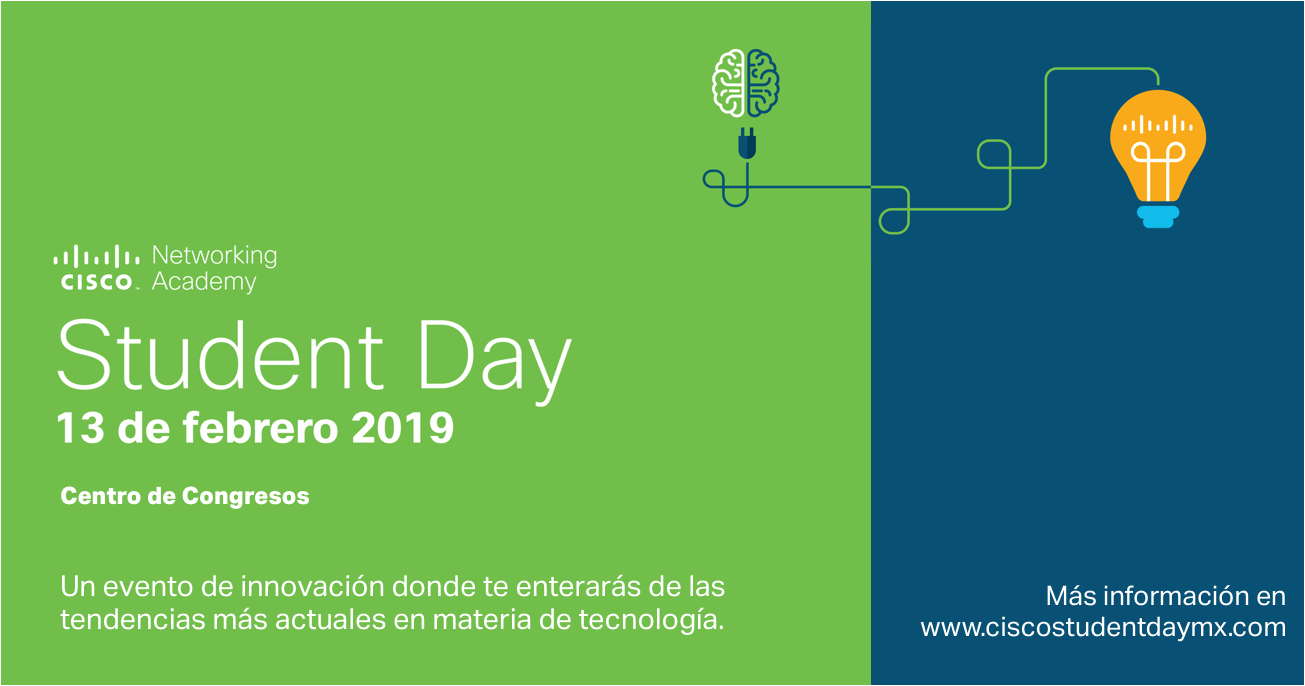 CISCO
Networking
Academy
Student Day
13 de febrero 2019
Centro de Congresos
Un evento de innovación donde te enterarás de las
tendencias más actuales en materia de tecnología.
Más información en
www.ciscostudentdaymx.com